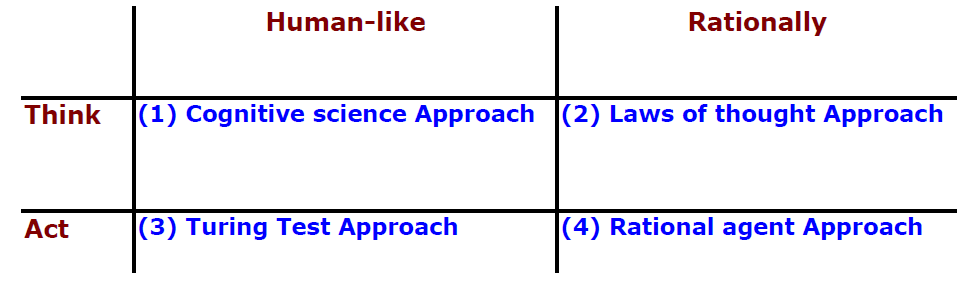 Human-like Rationally
Think (1) Cognitive science Approach (2) Laws of thought Approach
Act (3) Turing Test Approach (4) Rational agent Approach